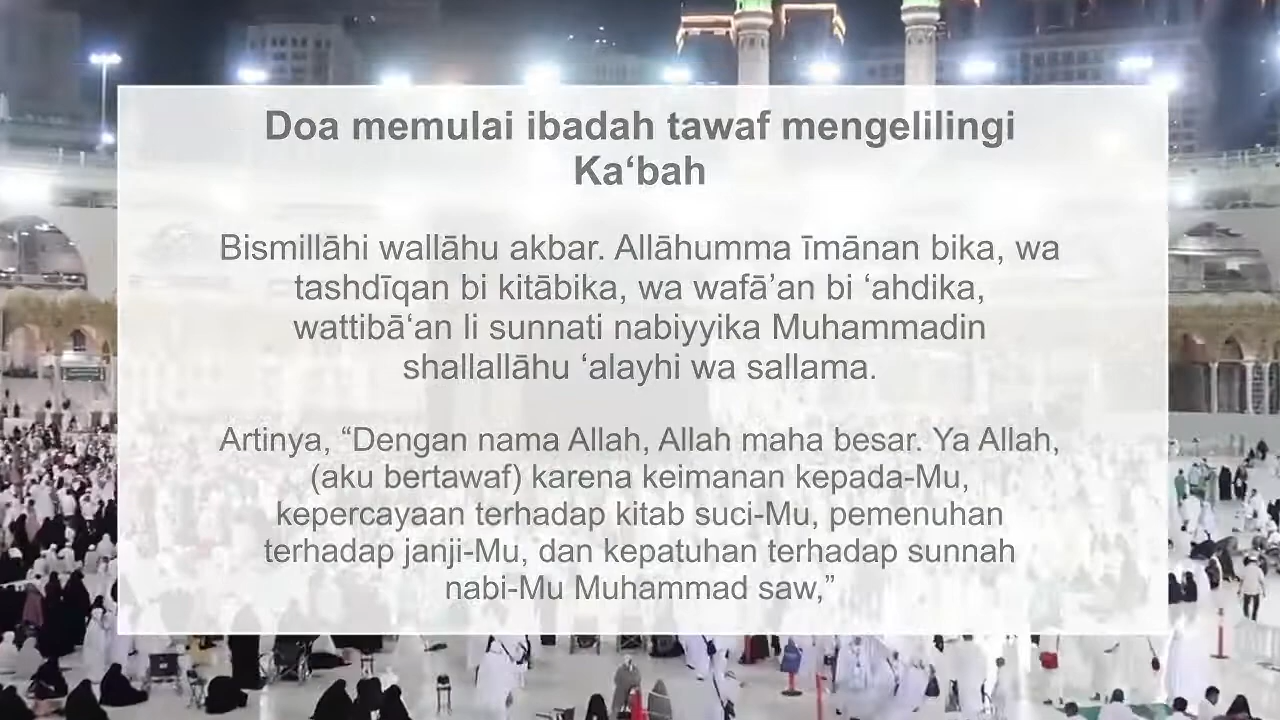 Doa memulai ibadah tawaf mengelilingi
Ka‘bah
Bismillāhi wallāhu akbar. Allāhumma īmānan bika, wa
tashdīqan bi kitābika, wa wafā’an bi ‘ahdika,
wattibā‘an li sunnati nabiyyika Muhammadin
shallallāhu ‘alayhi wa sallama.
Artinya, “Dengan nama Allah, Allah maha besar. Ya Allah,
(aku bertawaf) karena keimanan kepada-Mu,
kepercayaan terhadap kitab suci-Mu, pemenuhan
terhadap janji-Mu, dan kepatuhan terhadap sunnah
nabi-Mu Muhammad saw,”